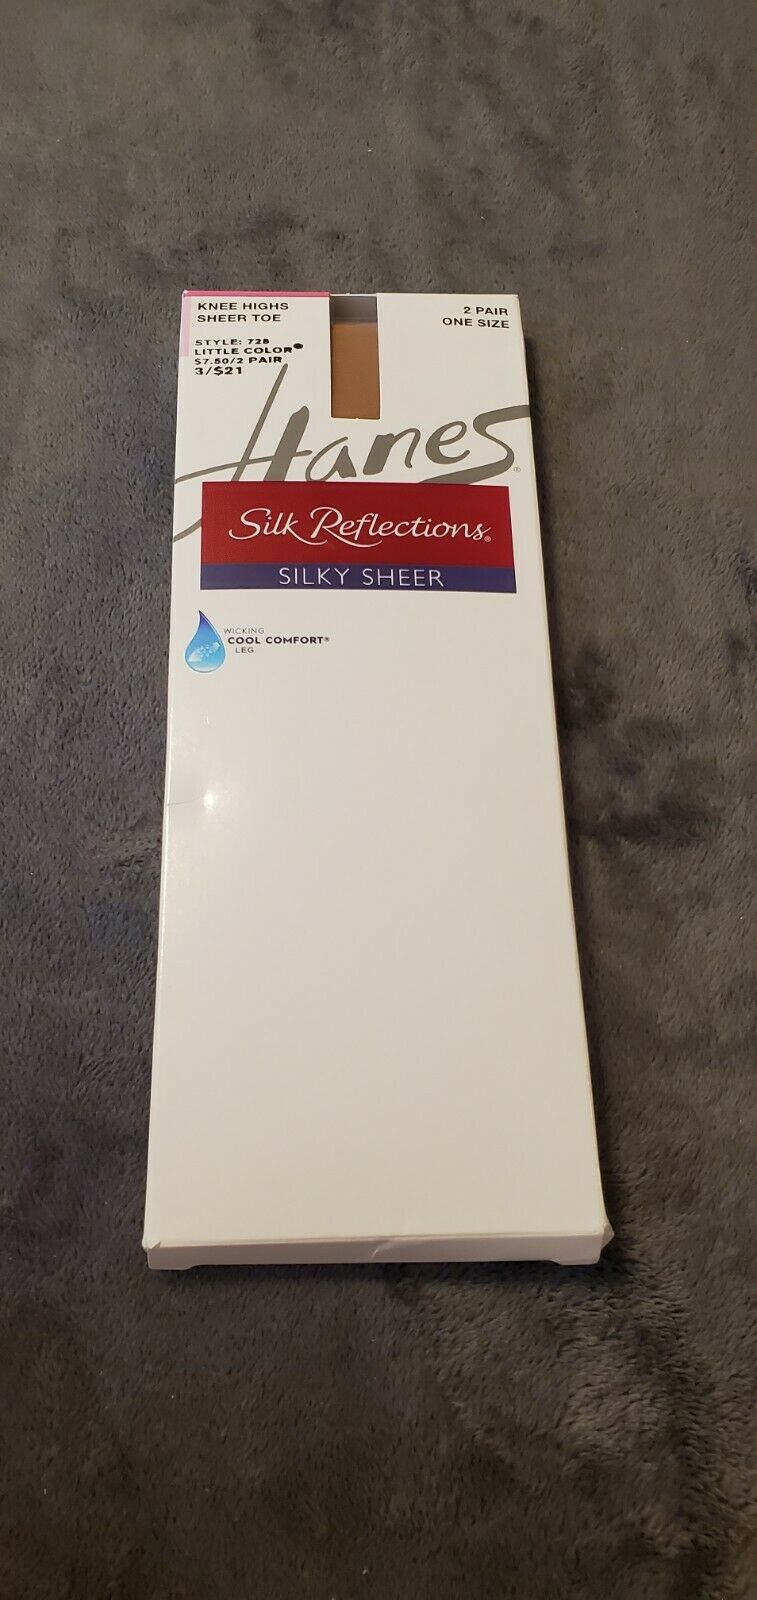 KNEE HIGHS
SHEER TOE
2 PAIR
ONE SIZE
STYLE: 728
LITTLE COLOR®
$7.50/2 PAIR
3/$21
Hanes®
Silk Reflections®
SILKY SHEER
WICKING
COOL COMFORT®
LEG